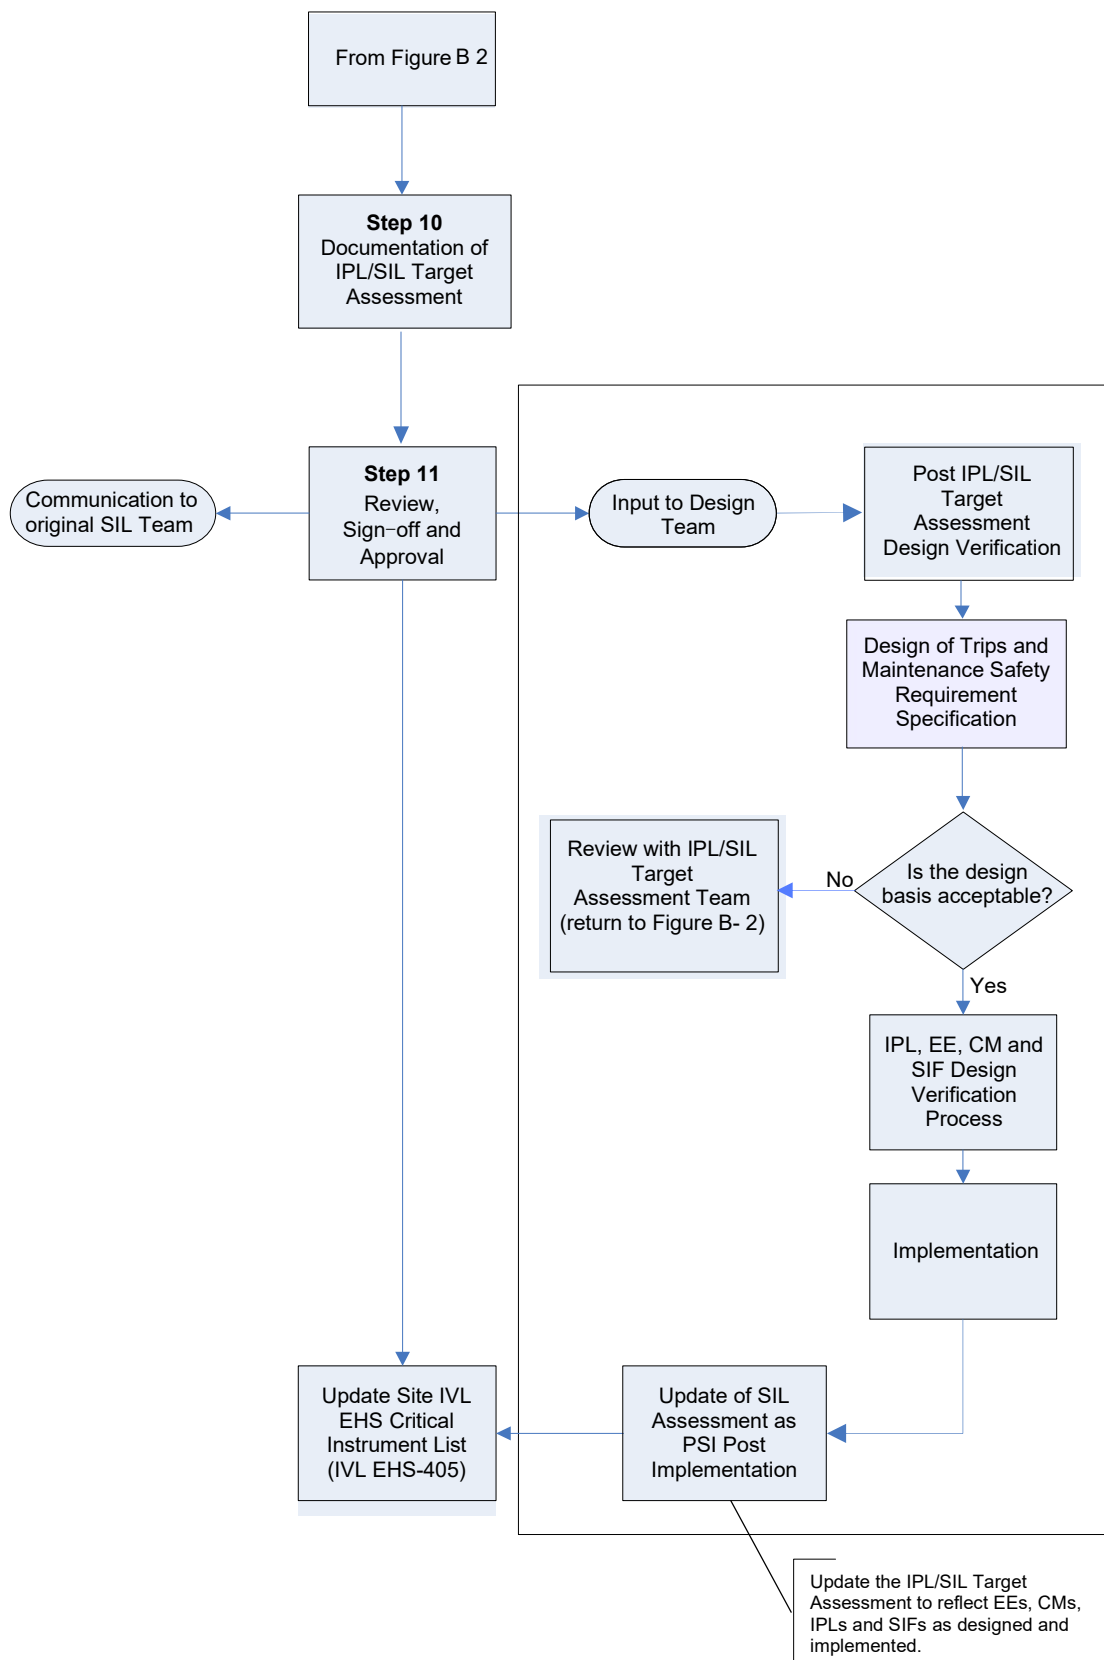 From Figure B 2
Step 10
Documentation of
IPL/SIL Target
Assessment
Step 11
Review,
Sign-off and
Approval
Communication to
original SIL Team
Input to Design
Team
Post IPL/SIL
Target
Assessment
Design Verification
Design of Trips and
Maintenance Safety
Requirement
Specification
Is the design
basis acceptable?
No
Review with IPL/SIL
Target
Assessment Team
(return to Figure B- 2)
Yes
IPL, EE, CM and
SIF Design
Verification
Process
Implementation
Update Site IVL
EHS Critical
Instrument List
(IVL EHS-405)
Update of SIL
Assessment as
PSI Post
Implementation
Update the IPL/SIL Target
Assessment to reflect EEs, CMs,
IPLs and SIFs as designed and
implemented.